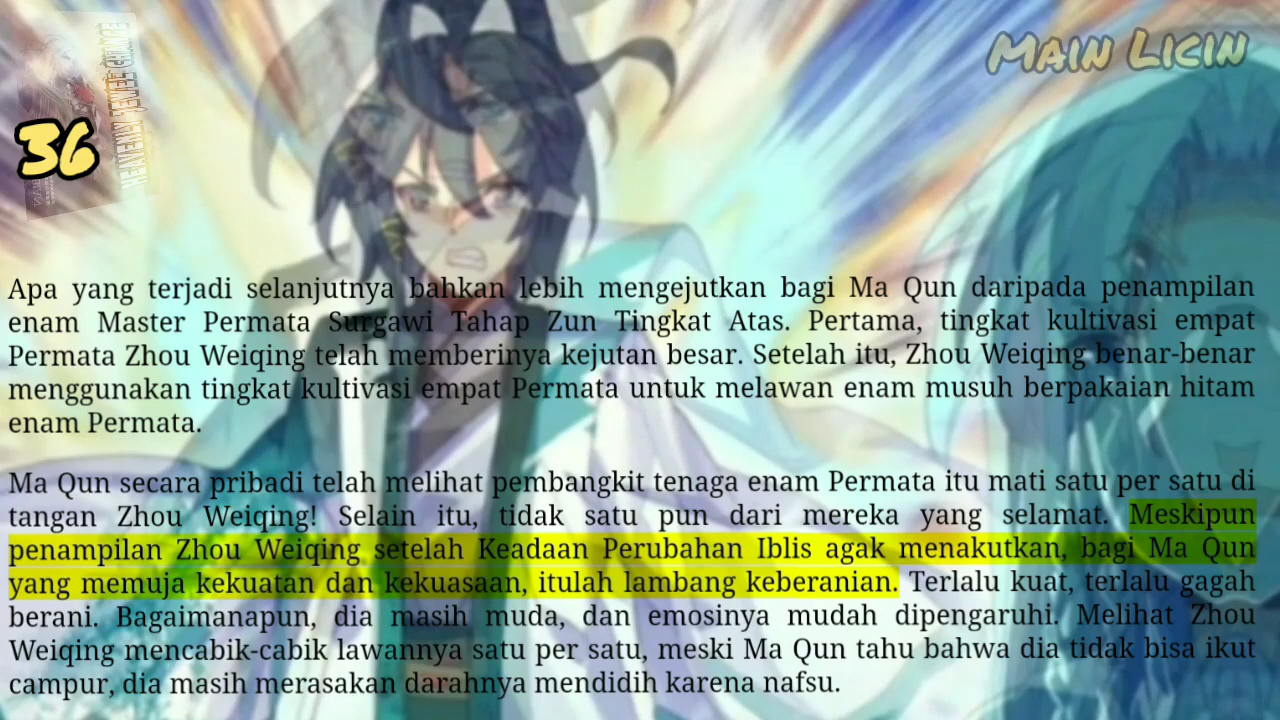 Main Licin
HEAVENLY JEWEL CHANGE
36
Apa yang terjadi selanjutnya bahkan lebih mengejutkan bagi Ma Qun daripada penampilan
enam Master Permata Surgawi Tahap Zun Tingkat Atas. Pertama, tingkat kultivasi empat
Permata Zhou Weiqing telah memberinya kejutan besar. Setelah itu, Zhou Weiqing benar-benar
menggunakan tingkat kultivasi empat Permata untuk melawan enam musuh berpakaian hitam
enam Permata.
Ma Qun secara pribadi telah melihat pembangkit tenaga enam Permata itu mati satu per satu di
tangan Zhou Weiqing! Selain itu, tidak satu pun dari mereka yang selamat. Meskipun
penampilan Zhou Weiqing setelah Keadaan Perubahan Iblis agak menakutkan, bagi Ma Qun
yang memuja kekuatan dan kekuasaan, itulah lambang keberanian. Terlalu kuat, terlalu gagah
berani. Bagaimanapun, dia masih muda, dan emosinya mudah dipengaruhi. Melihat Zhou
Weiqing mencabik-cabik lawannya satu per satu, meski Ma Qun tahu bahwa dia tidak bisa ikut
campur, dia masih merasakan darahnya mendidih karena nafsu.